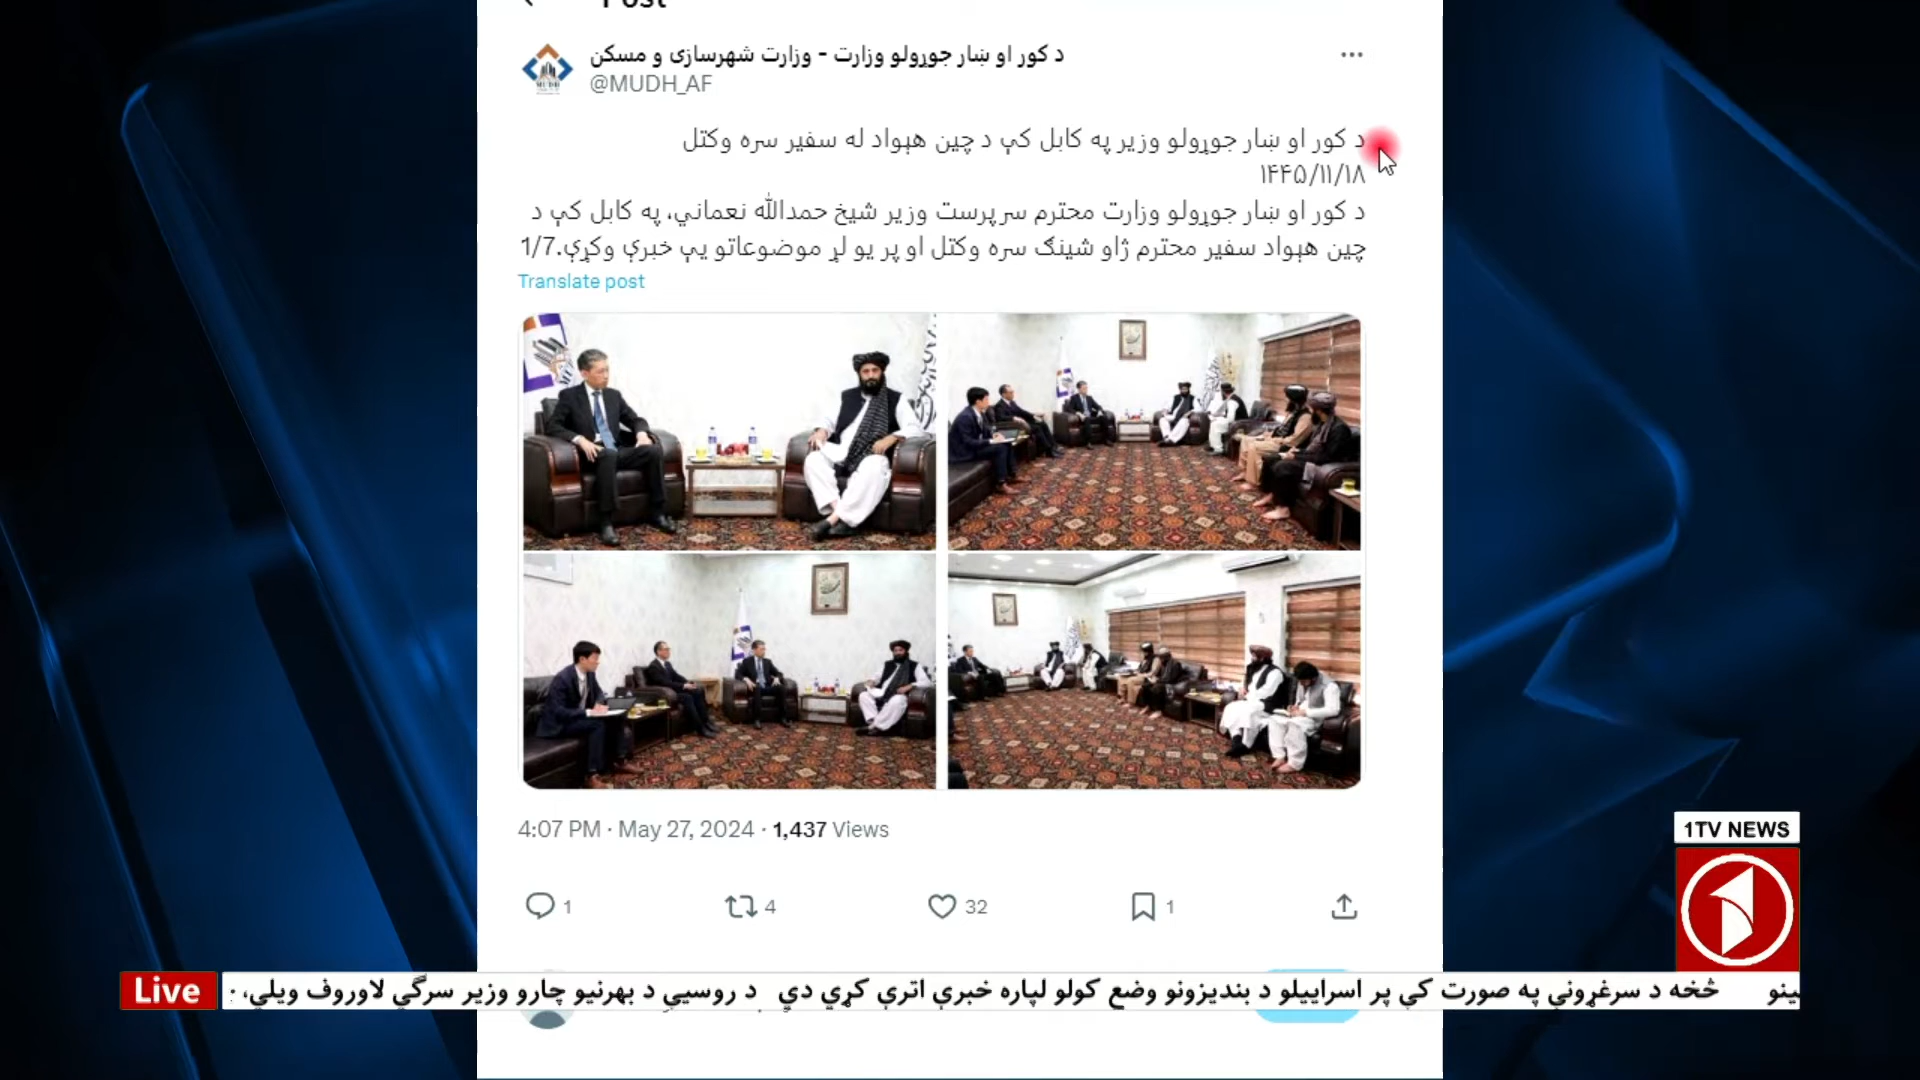 Post
د کور او ښار جوړولو وزارت - وزارت شهرسازی و مسکن
@MUDH_AF
د کور او ښار جوړولو وزیر په کابل کې د چین هېواد له سفیر سره وکتل
۱۴۴۵/۱۱/۱۸
د کور او ښار جوړولو وزارت محترم سرپرست وزیر شیخ حمدالله نعماني، په کابل کې د
چین هېواد سفیر محترم ژاو شینګ سره وکتل او پر یو لړ موضوعاتو یې خبرې وکړې.1/7
Translate post
4:07 PM · May 27, 2024 · 1,437 Views
1 4 32 1
1TV NEWS
Live
څخه د سرغړونې په صورت کې پر اسراییلو د بندیزونو وضع کولو لپاره خبرې اترې کړې دي د روسیې د بهرنیو چارو وزیر سرګي لاوروف ویلي،